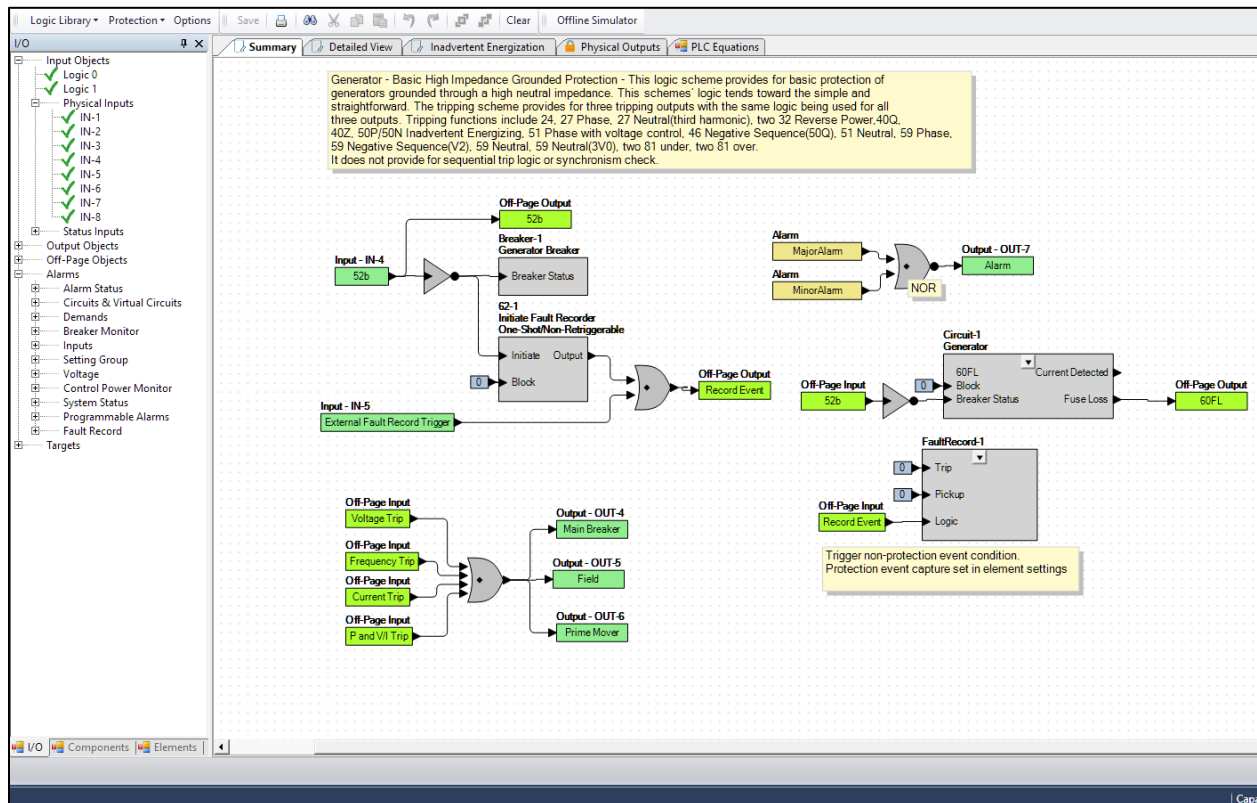 Logic Library Protection Options Save Clear Offline Simulator
I/O
Input Objects
Logic 0
Logic 1
Physical Inputs
IN-1
IN-2
IN-3
IN-4
IN-5
IN-6
IN-7
IN-8
Status Inputs
Output Objects
Off-Page Objects
Alarms
Alarm Status
Circuits & Virtual Circuits
Demands
Breaker Monitor
Inputs
Setting Group
Voltage
Control Power Monitor
System Status
Programmable Alarms
Fault Record
Targets
I/O Components Elements
Summary Detailed View Inadvertent Energization Physical Outputs PLC Equations
Generator - Basic High Impedance Grounded Protection - This logic scheme provides for basic protection of
generators grounded through a high neutral impedance. This schemes' logic tends toward the simple and
straightforward. The tripping scheme provides for three tripping outputs with the same logic being used for all
three outputs. Tripping functions include 24, 27 Phase, 27 Neutral(third harmonic), two 32 Reverse Power,40Q,
40Z, 50P/50N Inadvertent Energizing, 51 Phase with voltage control, 46 Negative Sequence(50Q), 51 Neutral, 59 Phase,
59 Negative Sequence(V2), 59 Neutral, 59 Neutral(3V0), two 81 under, two 81 over.
It does not provide for sequential trip logic or synchronism check.
Off-Page Output
52b
Input - IN-4
52b
Breaker-1
Generator Breaker
Breaker Status
62-1
Initiate Fault Recorder
One-Shot/Non-Retriggerable
Initiate Output
0 Block
Off-Page Output
Record Event
Input - IN-5
External Fault Record Trigger
Alarm
MajorAlarm
Alarm
MinorAlarm
NOR
Output - OUT-7
Alarm
Circuit-1
Generator
60FL Current Detected
0 Block
Breaker Status Fuse Loss
Off-Page Input
52b
Off-Page Output
60FL
FaultRecord-1
0 Trip
0 Pickup
Logic
Off-Page Input
Record Event
Trigger non-protection event condition.
Protection event capture set in element settings
Off-Page Input
Voltage Trip
Off-Page Input
Frequency Trip
Off-Page Input
Current Trip
Off-Page Input
P and V/I Trip
Output - OUT-4
Main Breaker
Output - OUT-5
Field
Output - OUT-6
Prime Mover